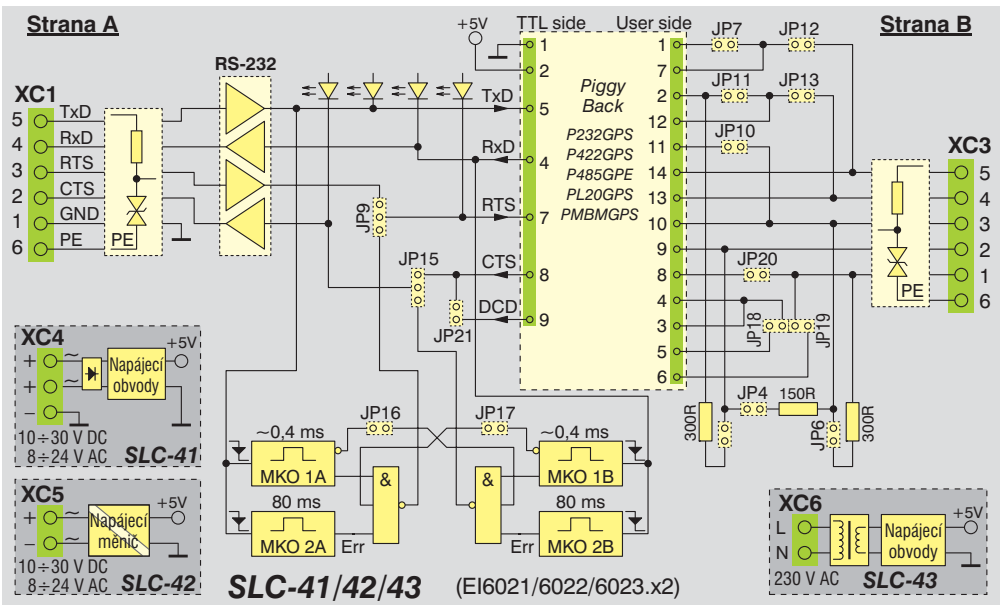 Strana A
+5V
TTL side
User side
JP7
JP12
Strana B
RS-232
1
2
5
4
7
8
9
TxD
RxD
RTS
CTS
DCD
Piggy
Back
P232GPS
P422GPS
P485GPE
PL20GPS
PMBMGPS
1
7
2
12
11
14
13
10
9
8
4
3
5
6
JP11
JP13
JP10
JP20
JP18
JP19
XC1
5 TxD
4 RxD
3 RTS
2 CTS
1 GND
6 PE
PE
JP9
JP15
JP21
XC3
5
4
3
2
1
6
PE
JP4
150R
300R
JP6
300R
XC4
+ ~
+ ~
–
Napájecí
obvody
+5V
10÷30 V DC
8÷24 V AC
SLC-41
JP16
JP17
~0,4 ms
MKO 1A
&
80 ms
MKO 2A
Err
~0,4 ms
MKO 1B
&
80 ms
MKO 2B
Err
XC5
+ ~
– ~
Napájecí
měnič
+5V
10÷30 V DC
8÷24 V AC
SLC-42
XC6
L
N
230 V AC
Napájecí
obvody
+5V
SLC-43
SLC-41/42/43
(EI6021/6022/6023.x2)